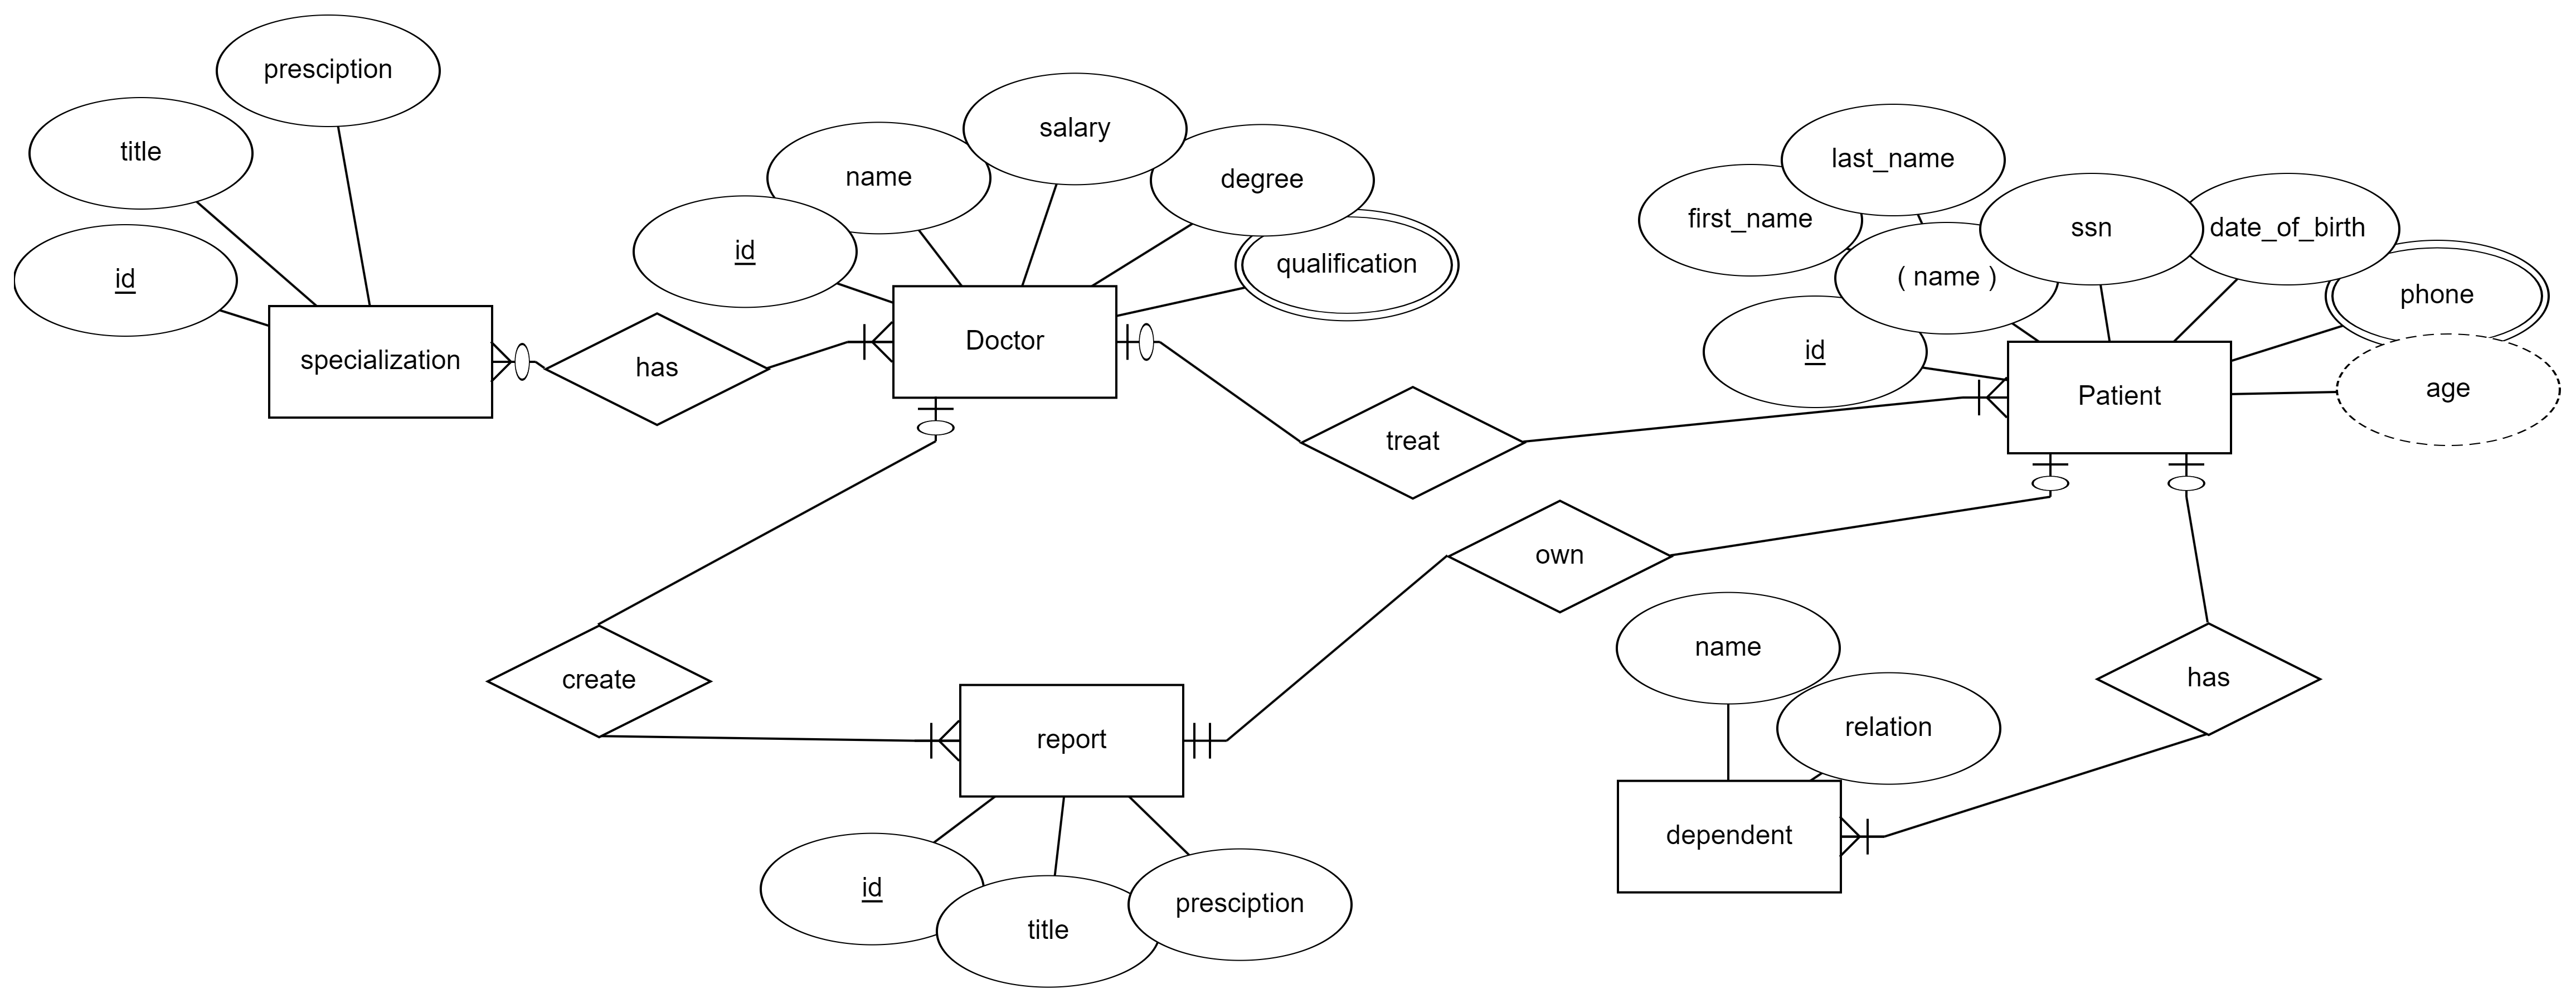 presciption
title
id
specialization
has
salary
name
degree
id
qualification
Doctor
treat
last_name
first_name
ssn
date_of_birth
( name )
phone
id
age
Patient
own
create
has
name
relation
report
dependent
id
title
presciption